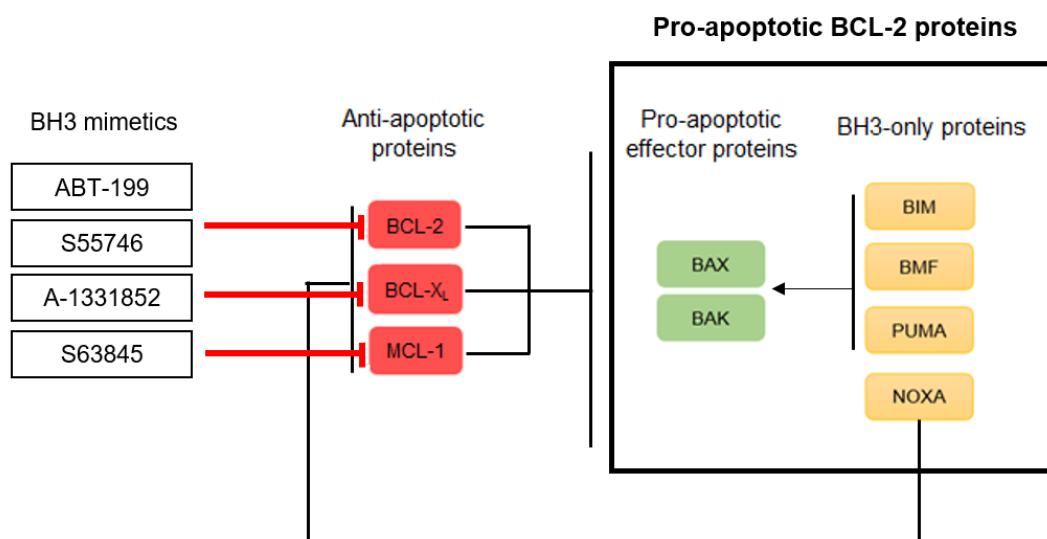 Pro-apoptotic BCL-2 proteins
BH3 mimetics
ABT-199
S55746
A-1331852
S63845
Anti-apoptotic
proteins
BCL-2
BCL-XL
MCL-1
Pro-apoptotic
effector proteins
BAX
BAK
BH3-only proteins
BIM
BMF
PUMA
NOXA